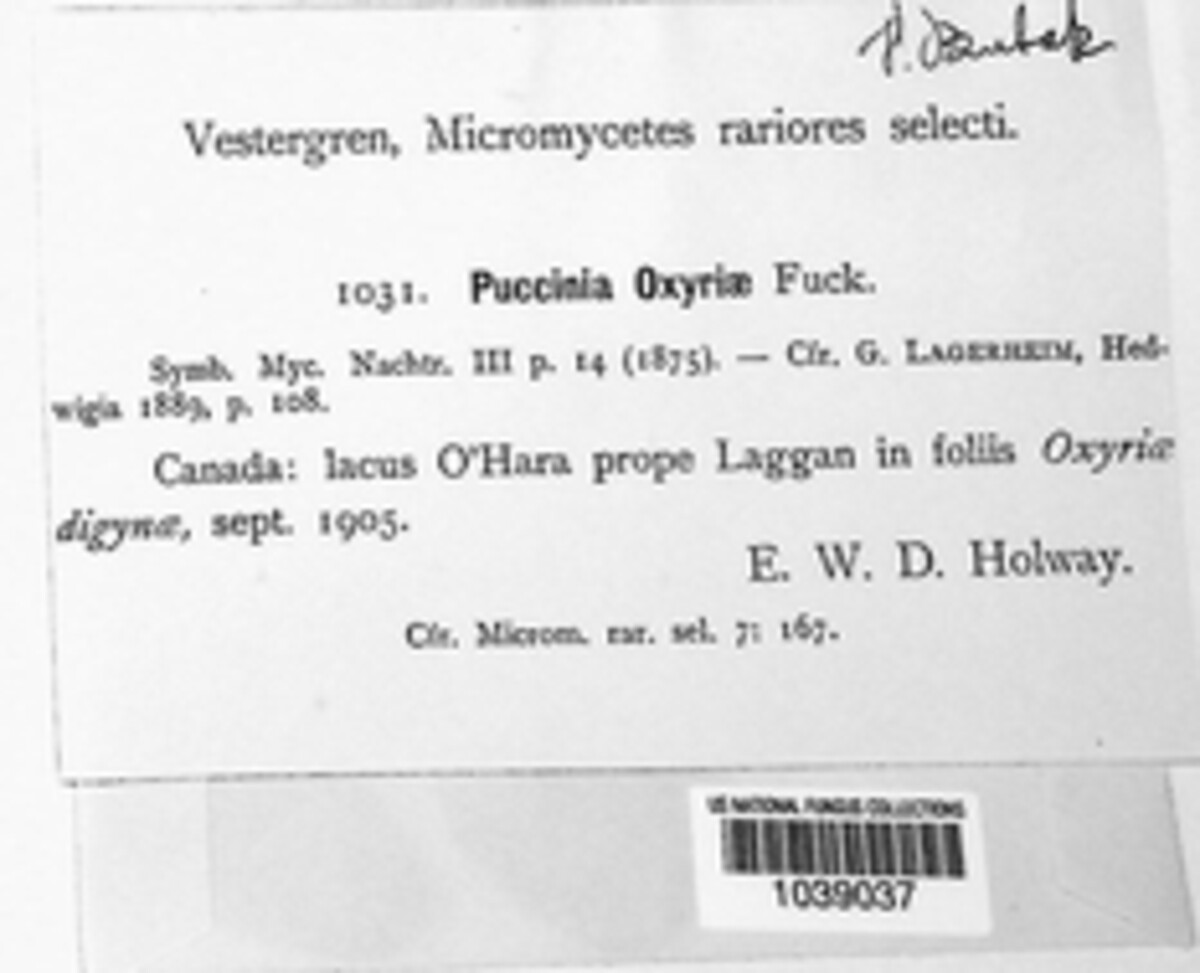 Vestergren, Micromycetes rariores selecti.
1031. Puccinia Oxyriæ Fuck.
Symb. Myc. Nachtr. III p. 14 (1875). — Cfr. G. LAGERHEIM, Hed-
wigia 1889, p. 108.
Canada: lacus O'Hara prope Laggan in foliis Oxyriæ
digynæ, sept. 1905.
E. W. D. Holway.
Cfr. Microm. rar. sel. 7: 167.
US NATIONAL FUNGUS COLLECTIONS
1039037